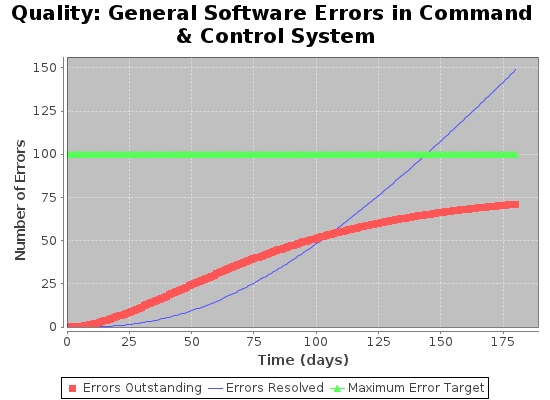 Quality: General Software Errors in Command
& Control System
Number of Errors
150
125
100
75
50
25
0
0 25 50 75 100 125 150 175
Time (days)
Errors Outstanding Errors Resolved Maximum Error Target